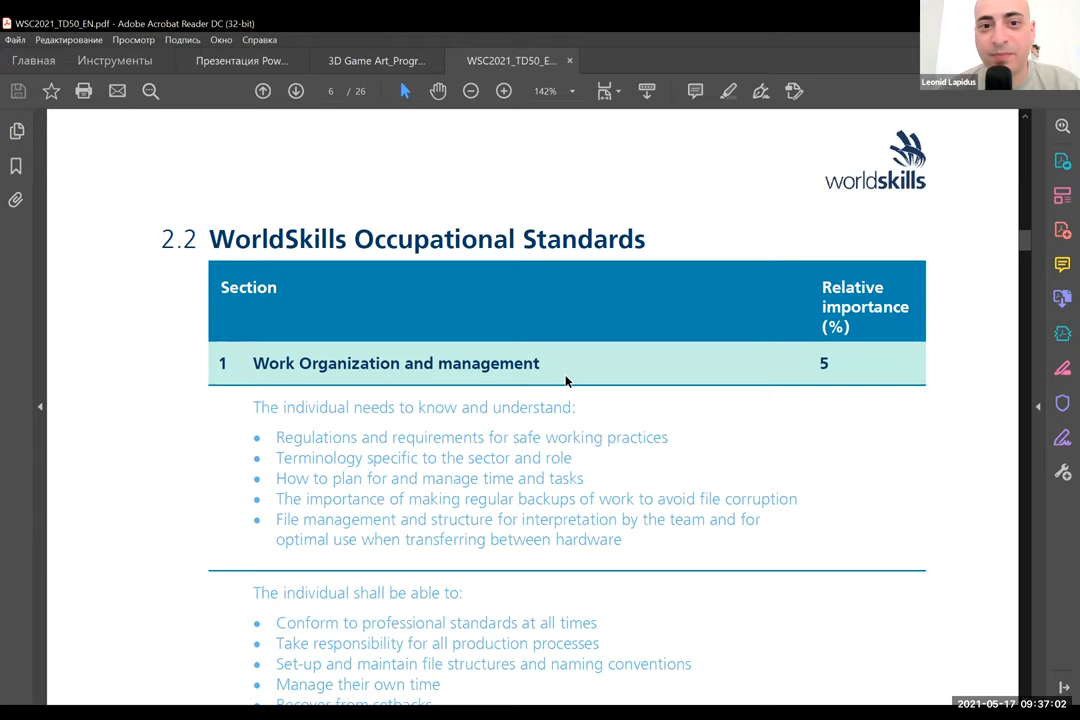 WSC2021_TD50_EN.pdf - Adobe Acrobat Reader DC (32-bit)
Файл Редактирование Просмотр Подпись Окно Справка
Главная Инструменты Презентация Pow... 3D Game Art_Progr... WSC2021_TD50_E... ×
6 / 26 142%
Leonid Lapidus
worldskills
2.2 WorldSkills Occupational Standards
Section Relative
importance
(%)
1 Work Organization and management 5
The individual needs to know and understand:
• Regulations and requirements for safe working practices
• Terminology specific to the sector and role
• How to plan for and manage time and tasks
• The importance of making regular backups of work to avoid file corruption
• File management and structure for interpretation by the team and for
optimal use when transferring between hardware
The individual shall be able to:
• Conform to professional standards at all times
• Take responsibility for all production processes
• Set-up and maintain file structures and naming conventions
• Manage their own time
• Recover from setbacks
2021-05-17 09:37:02